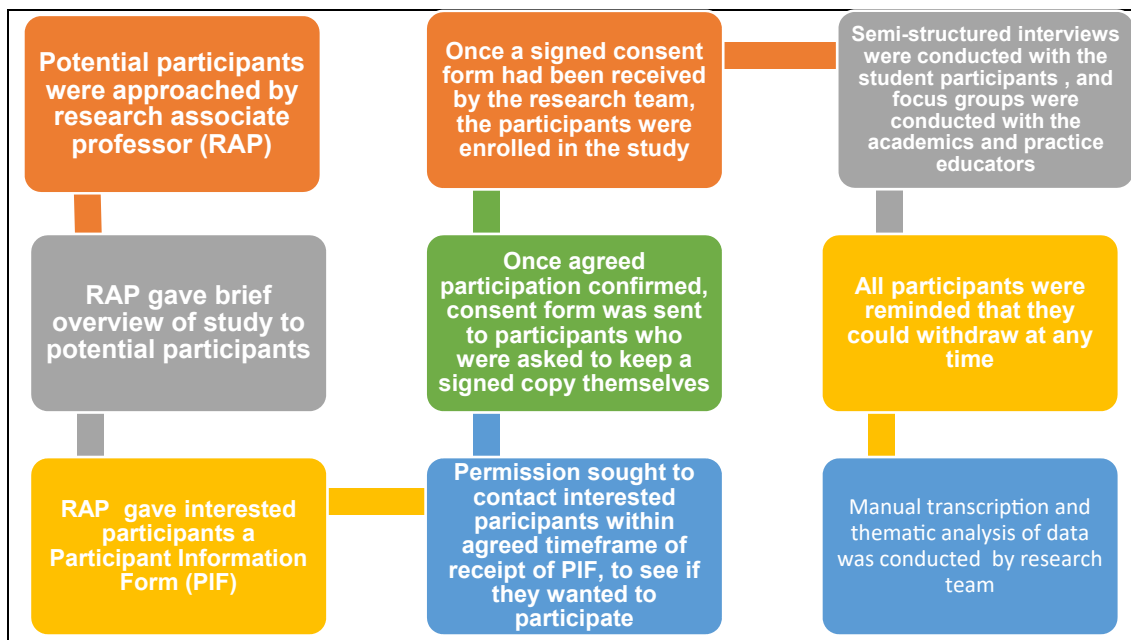 Potential participants
were approached by
research associate
professor (RAP)
RAP gave brief
overview of study to
potential participants
RAP gave interested
participants a
Participant Information
Form (PIF)
Permission sought to
contact interested
paricipants within
agreed timeframe of
receipt of PIF, to see if
they wanted to
participate
Once agreed
participation confirmed,
consent form was sent
to participants who
were asked to keep a
signed copy themselves
Once a signed consent
form had been received
by the research team,
the participants were
enrolled in the study
Semi-structured interviews
were conducted with the
student participants , and
focus groups were
conducted with the
academics and practice
educators
All participants were
reminded that they
could withdraw at any
time
Manual transcription and
thematic analysis of data
was conducted by research
team